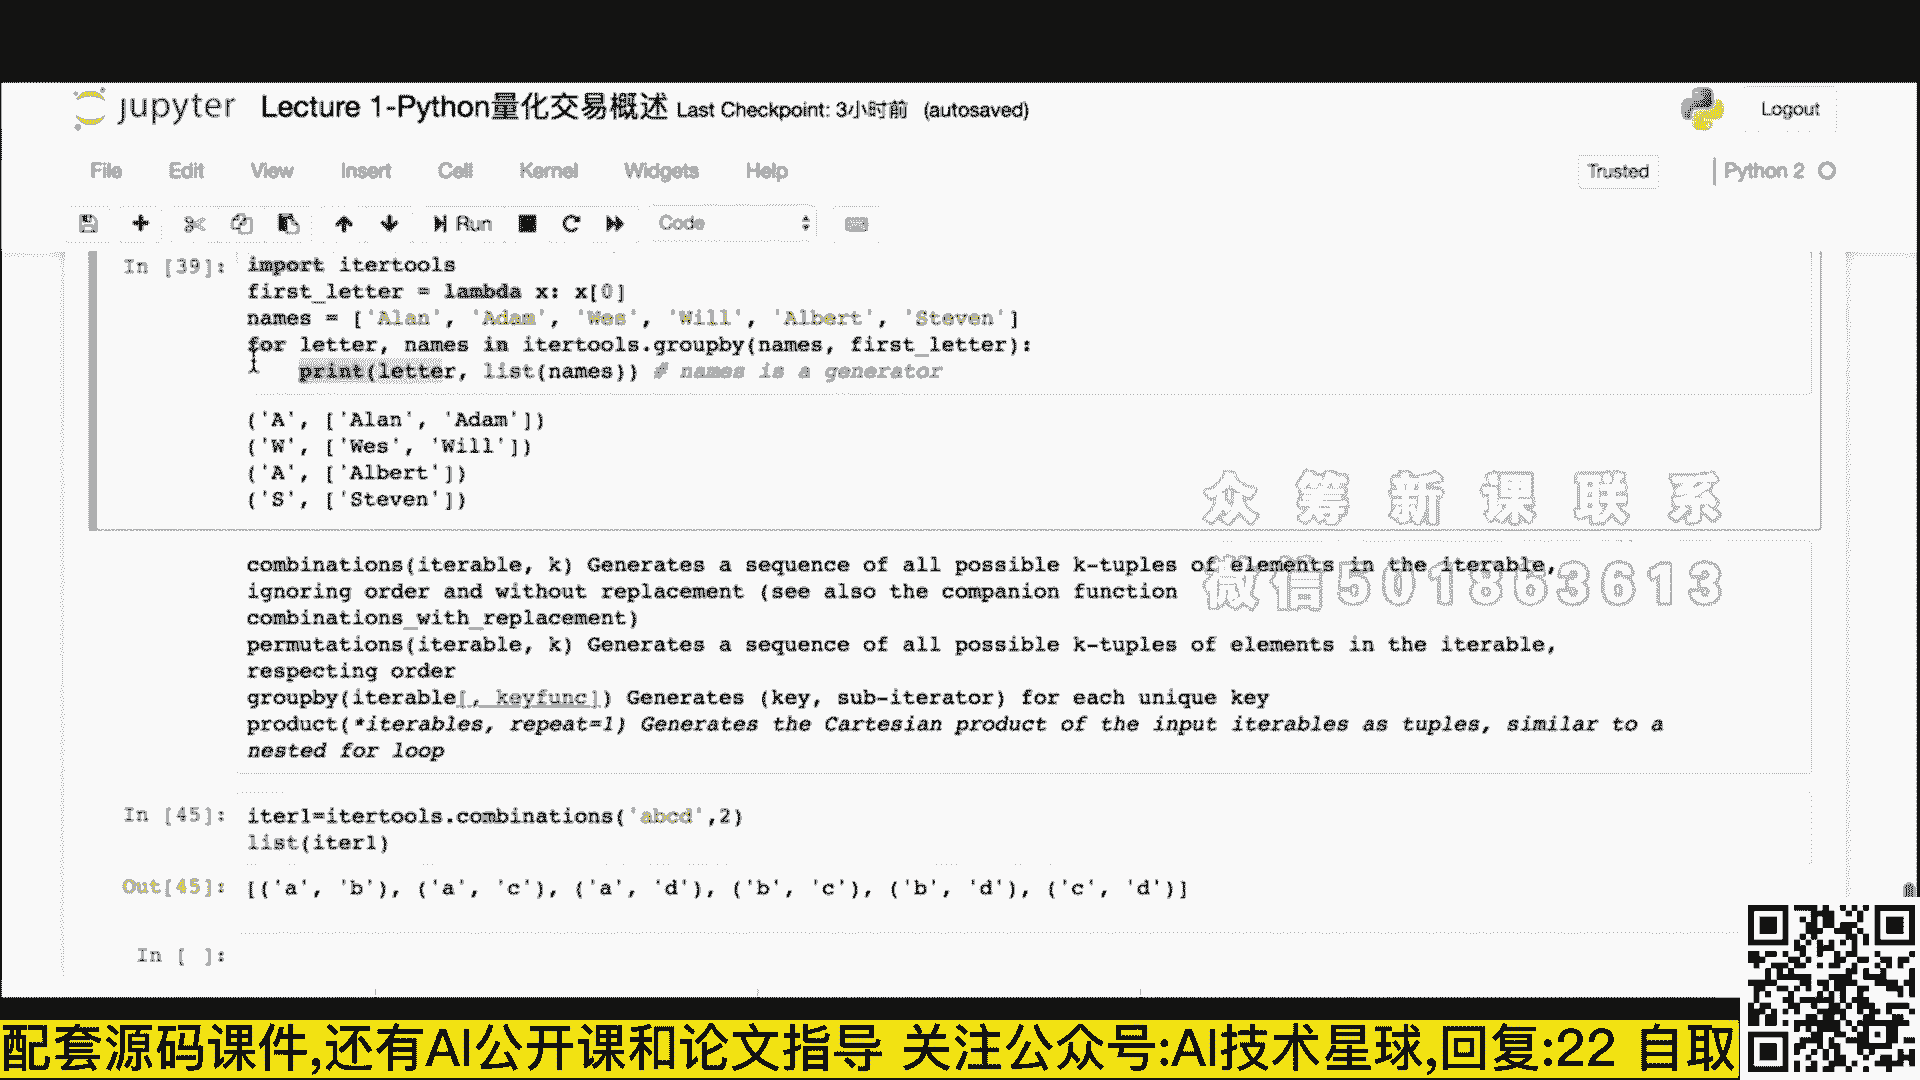 jupyter Lecture 1-Python量化交易概述 Last Checkpoint: 3小时前 (autosaved)
Logout
File Edit View Insert Cell Kernel Widgets Help
Trusted
Python 2
Run
Code
In [39]:
import itertools
first_letter = lambda x: x[0]
names = ['Alan', 'Adam', 'Wes', 'Will', 'Albert', 'Steven']
for letter, names in itertools.groupby(names, first_letter):
print(letter, list(names)) # names is a generator
('A', ['Alan', 'Adam'])
('W', ['Wes', 'Will'])
('A', ['Albert'])
('S', ['Steven'])
众筹新课联系
微信501863613
combinations(iterable, k) Generates a sequence of all possible k-tuples of elements in the iterable,
ignoring order and without replacement (see also the companion function
combinations_with_replacement)
permutations(iterable, k) Generates a sequence of all possible k-tuples of elements in the iterable,
respecting order
groupby(iterable[, keyfunc]) Generates (key, sub-iterator) for each unique key
product(*iterables, repeat=1) Generates the Cartesian product of the input iterables as tuples, similar to a
nested for loop
In [45]:
iter1=itertools.combinations('abcd',2)
list(iter1)
Out[45]:
[('a', 'b'), ('a', 'c'), ('a', 'd'), ('b', 'c'), ('b', 'd'), ('c', 'd')]
In [ ]:
配套源码课件,还有AI公开课和论文指导 关注公众号:AI技术星球,回复:22 自取